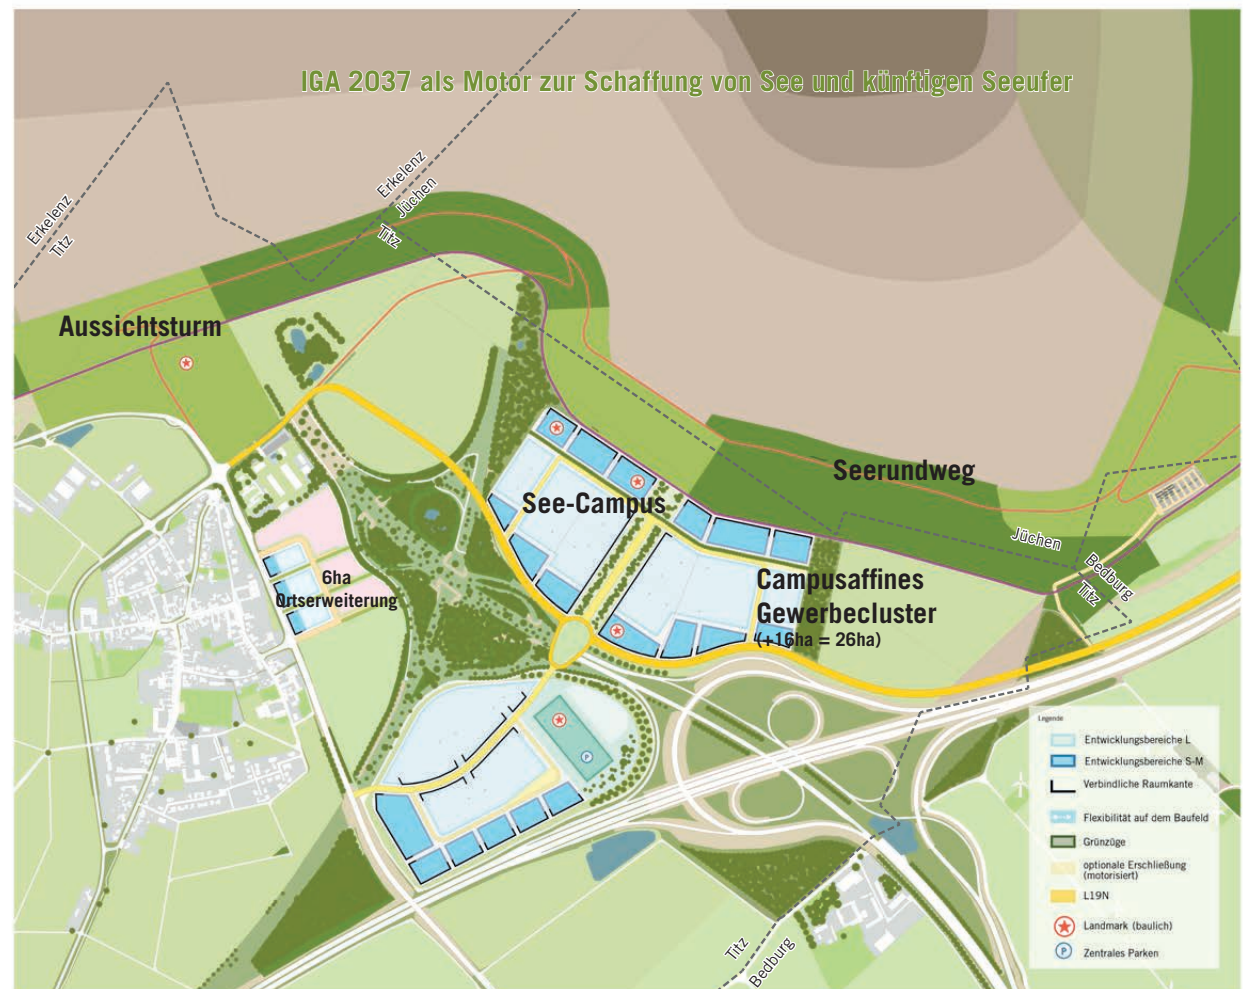 IGA 2037 als Motor zur Schaffung von See und künftigen Seeufer
Erkelenz
Titz
Erkelenz
Jüchen
Titz
Aussichtsturm
Seerundweg
See-Campus
Jüchen
Bedburg
Titz
6ha
Ortserweiterung
Campusaffines
Gewerbecluster
(+16ha = 26ha)
P
Titz
Bedburg
Legende
Entwicklungsbereiche L
Entwicklungsbereiche S-M
Verbindliche Raumkante
Flexibilität auf dem Baufeld
Grünzüge
optionale Erschließung
(motorisiert)
L19N
Landmark (baulich)
P Zentrales Parken